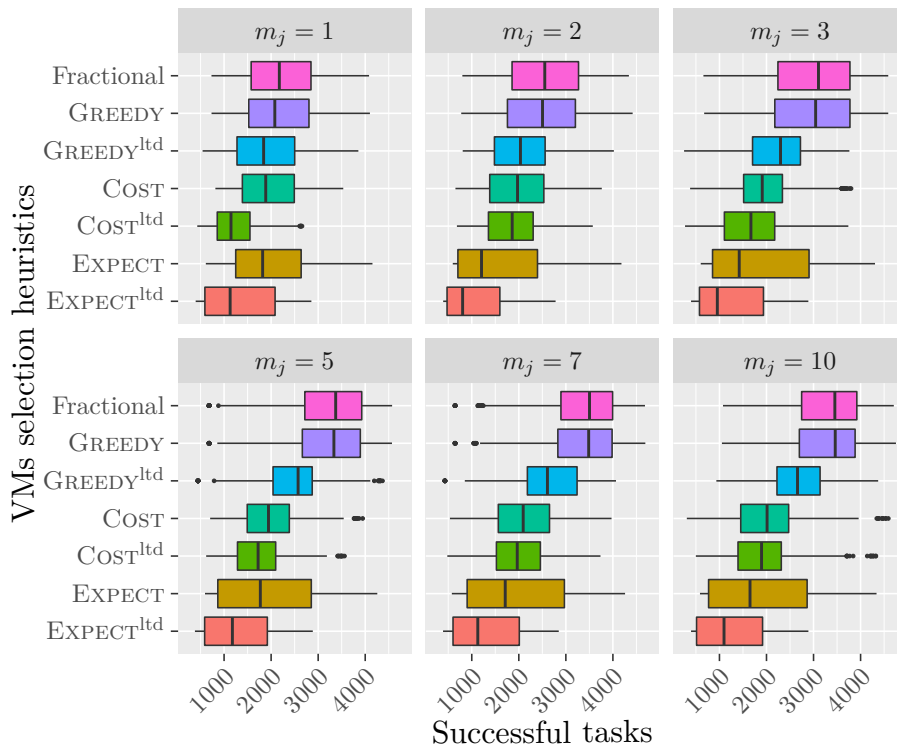 m_j = 1
m_j = 2
m_j = 3
Fractional
GREEDY
GREEDY^ltd
COST
COST^ltd
EXPECT
EXPECT^ltd
m_j = 5
m_j = 7
m_j = 10
Fractional
GREEDY
GREEDY^ltd
COST
COST^ltd
EXPECT
EXPECT^ltd
VMs selection heuristics
1000 2000 3000 4000
1000 2000 3000 4000
1000 2000 3000 4000
Successful tasks